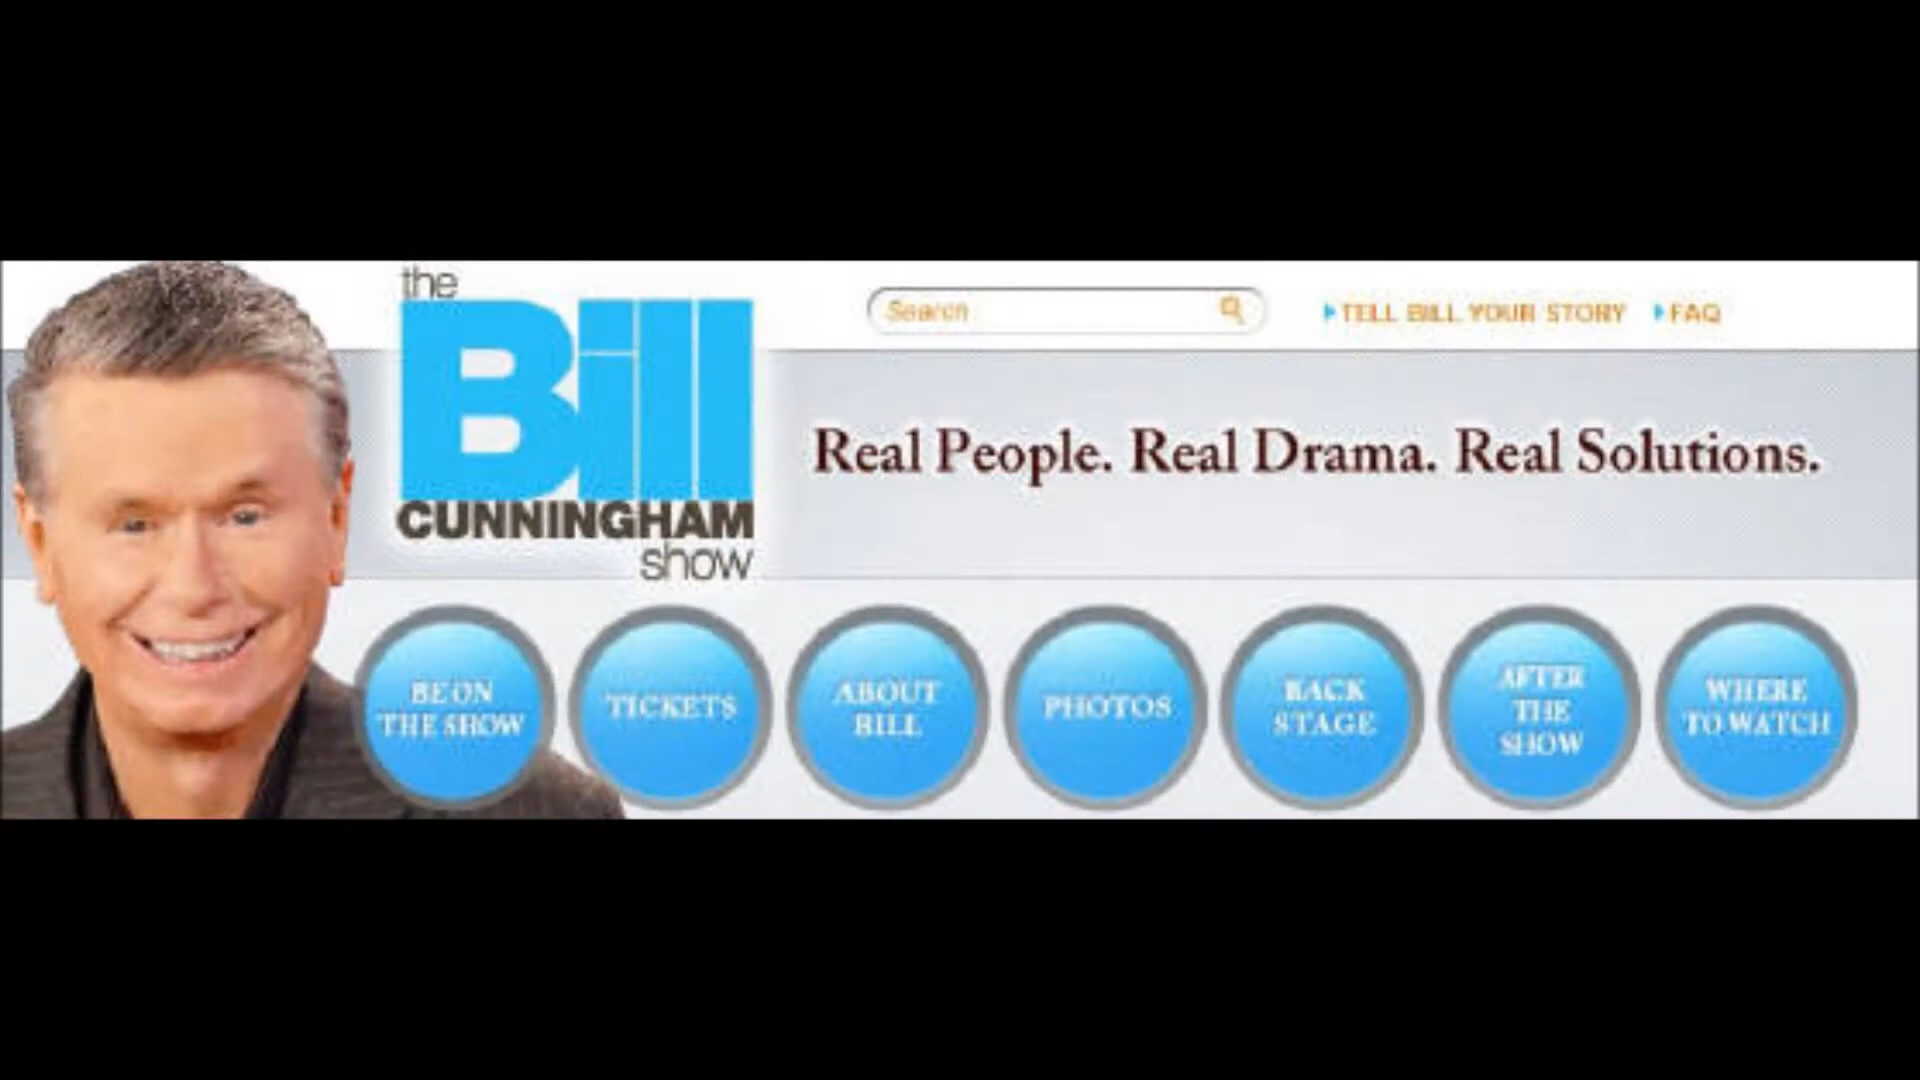 the
Bill
CUNNINGHAM
show
Search
TELL BILL YOUR STORY
FAQ
Real People. Real Drama. Real Solutions.
BE ON
THE SHOW
TICKETS
ABOUT
BILL
PHOTOS
BACK
STAGE
AFTER
THE
SHOW
WHERE
TO WATCH